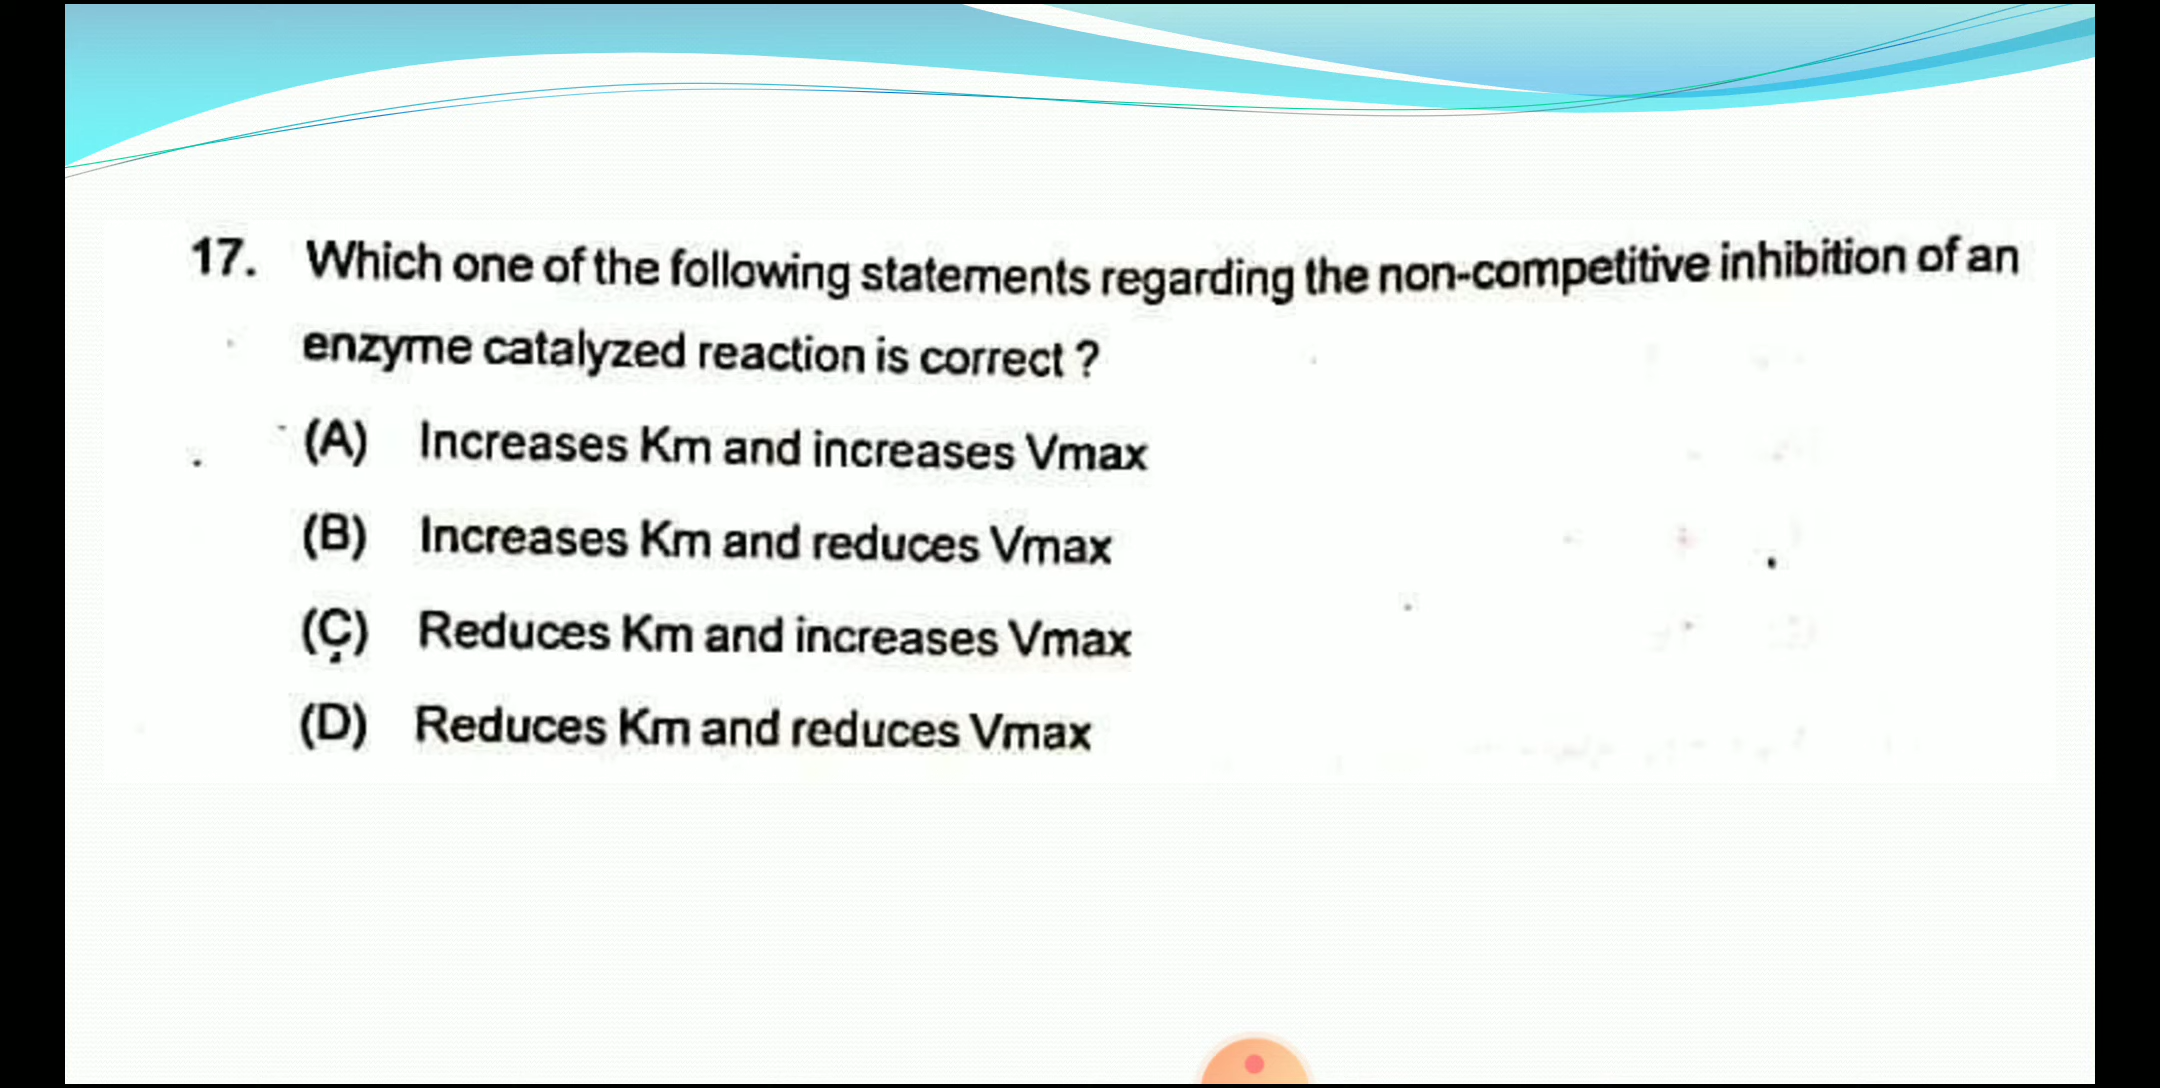 17. Which one of the following statements regarding the non-competitive inhibition of an
enzyme catalyzed reaction is correct ?
(A) Increases Km and increases Vmax
(B) Increases Km and reduces Vmax
(C) Reduces Km and increases Vmax
(D) Reduces Km and reduces Vmax